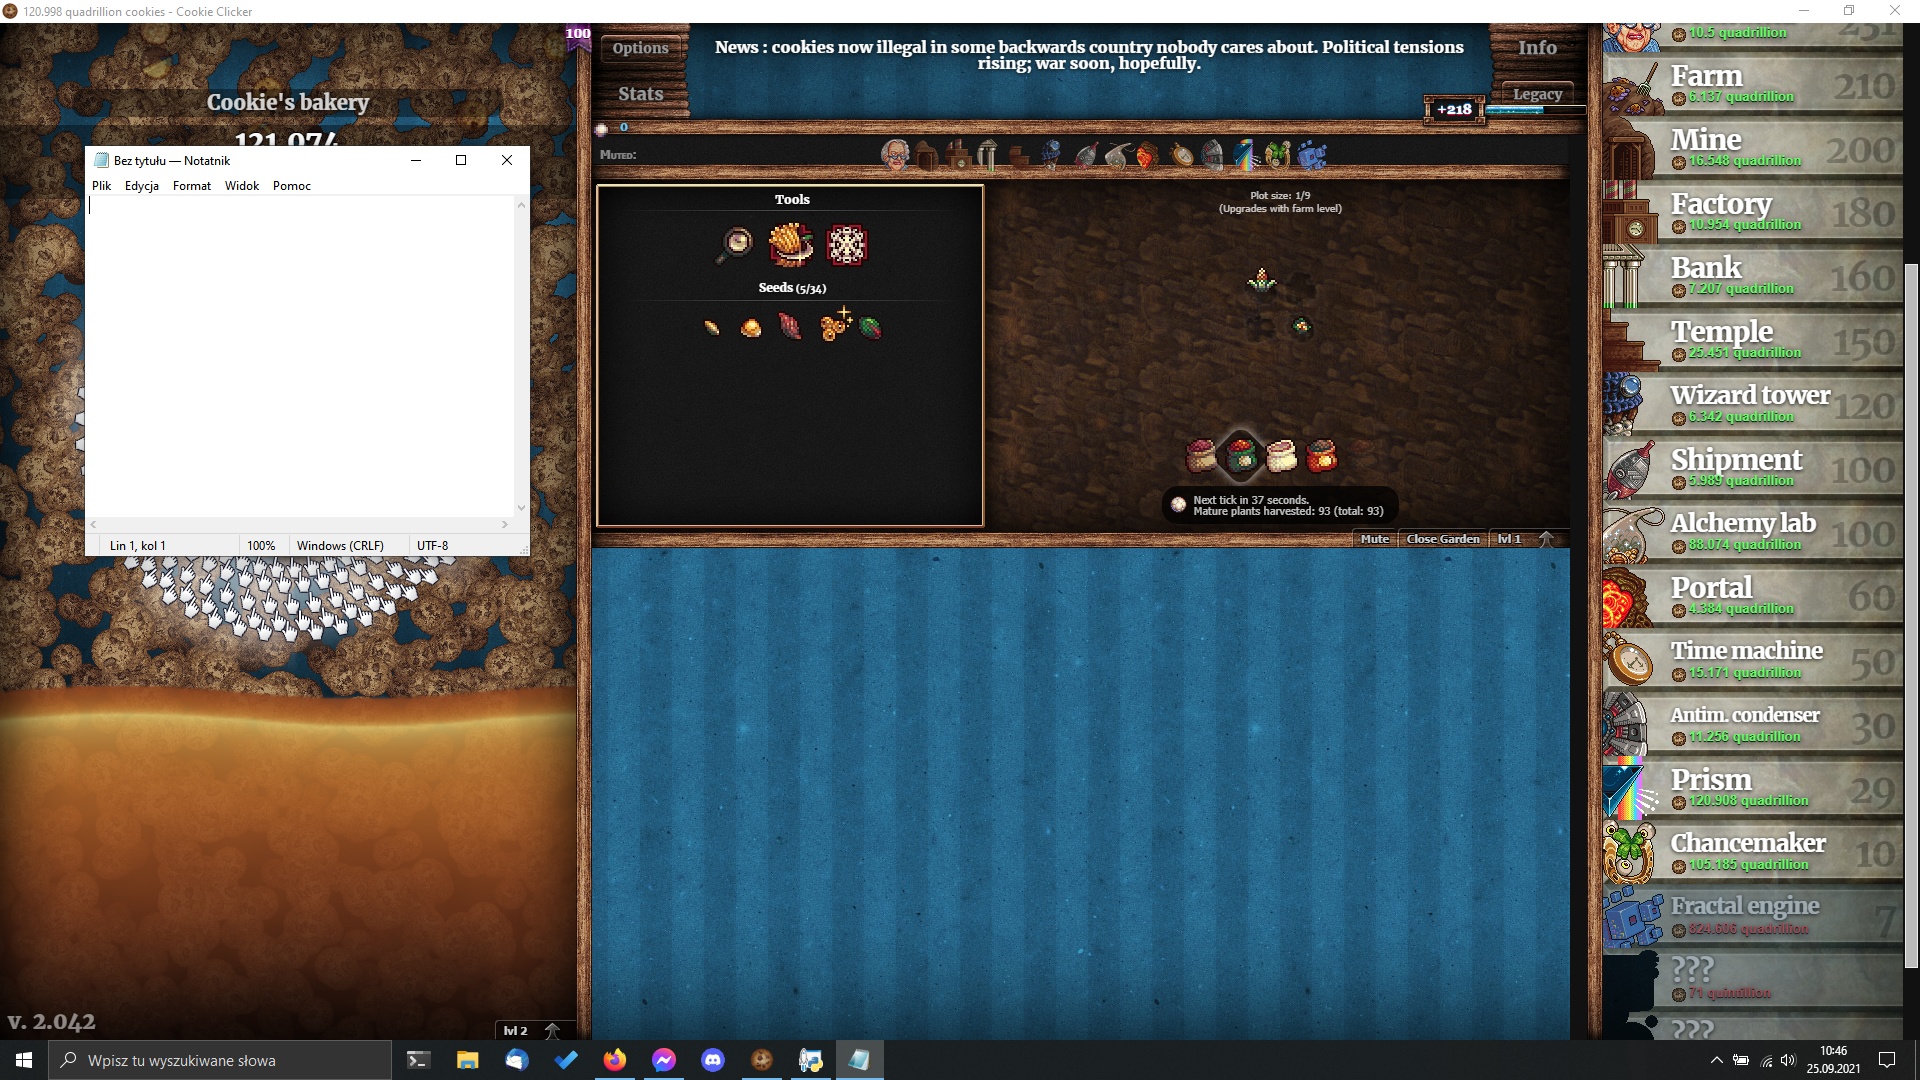 120.998 quadrillion cookies - Cookie Clicker
100
Options
Stats
News : cookies now illegal in some backwards country nobody cares about. Political tensions
rising; war soon, hopefully.
Info
Legacy
+218
Cookie's bakery
121.074
Bez tytułu — Notatnik
Plik Edycja Format Widok Pomoc
Lin 1, kol 1
100%
Windows (CRLF)
UTF-8
v. 2.042
lvl 2
0
Muted:
Tools
Seeds (5/34)
Plot size: 1/9
(Upgrades with farm level)
Next tick in 37 seconds.
Mature plants harvested: 93 (total: 93)
Mute
Close Garden
lvl 1
10.5 quadrillion
231
Farm
6.137 quadrillion
210
Mine
16.548 quadrillion
200
Factory
10.954 quadrillion
180
Bank
7.207 quadrillion
160
Temple
25.451 quadrillion
150
Wizard tower
6.342 quadrillion
120
Shipment
5.989 quadrillion
100
Alchemy lab
88.074 quadrillion
100
Portal
4.384 quadrillion
60
Time machine
15.171 quadrillion
50
Antim. condenser
11.256 quadrillion
30
Prism
120.908 quadrillion
29
Chancemaker
105.185 quadrillion
10
Fractal engine
824.606 quadrillion
7
???
71 quintillion
???
Wpisz tu wyszukiwane słowa
10:46
25.09.2021